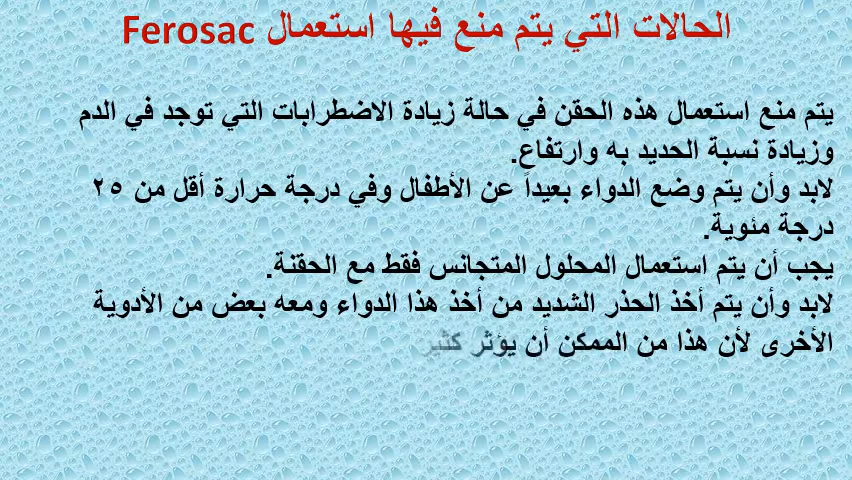 الحالات التي يتم منع فيها استعمال Ferosac
يتم منع استعمال هذه الحقن في حالة زيادة الاضطرابات التي توجد في الدم
وزيادة نسبة الحديد به وارتفاع.
لابد وأن يتم وضع الدواء بعيداً عن الأطفال وفي درجة حرارة أقل من ٢٥
درجة مئوية.
يجب أن يتم استعمال المحلول المتجانس فقط مع الحقنة.
لابد وأن يتم أخذ الحذر الشديد من أخذ هذا الدواء ومعه بعض من الأدوية
الأخرى لأن هذا من الممكن أن يؤثر كثير